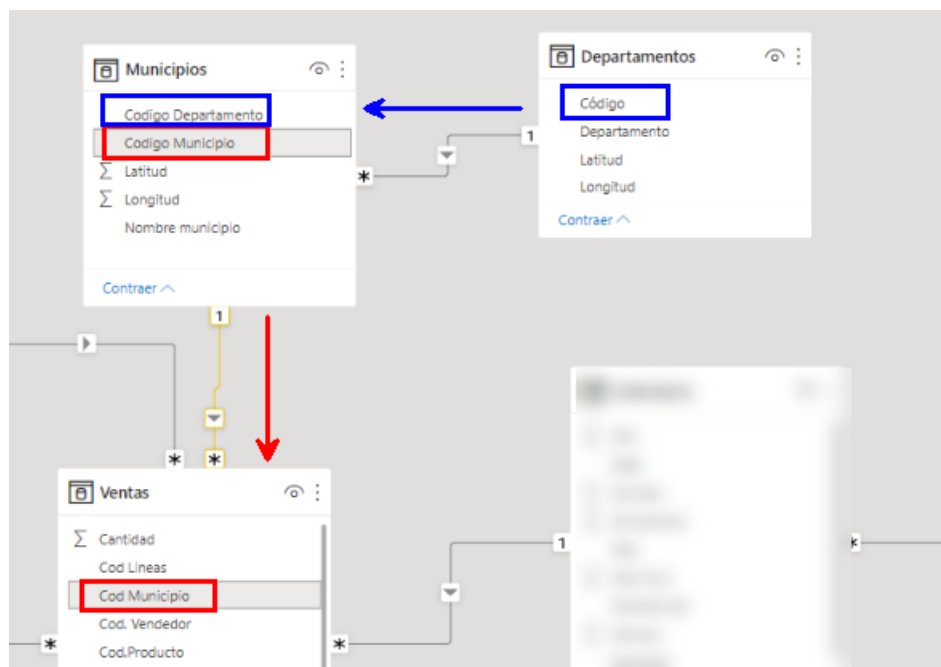 Municipios
Codigo Departamento
Codigo Municipio
Σ Latitud
Σ Longitud
Nombre municipio
Contraer
Departamentos
Código
Departamento
Latitud
Longitud
Contraer
1
*
1
*
*
Ventas
Σ Cantidad
Cod Lineas
Cod Municipio
Cod. Vendedor
Cod.Producto
*
*
1
*